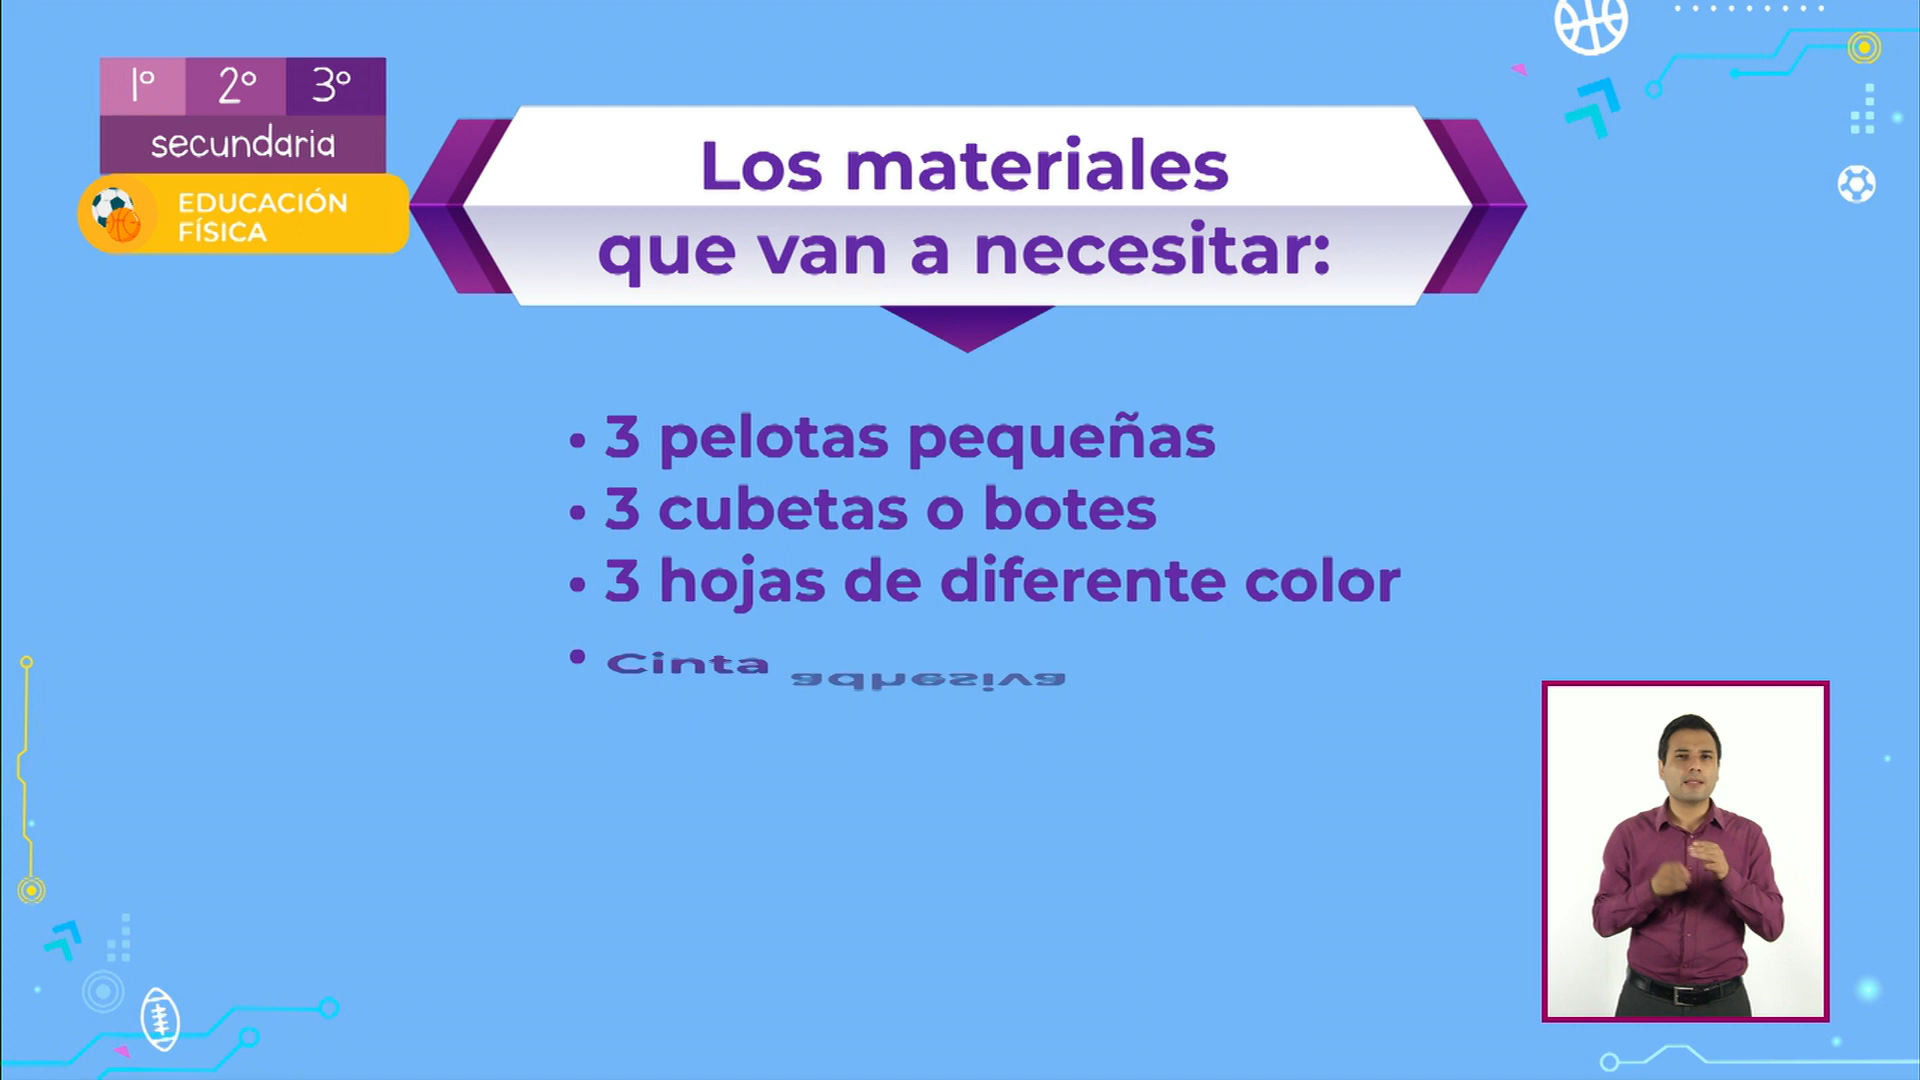 1° 2° 3°
secundaria
EDUCACIÓN
FÍSICA
Los materiales
que van a necesitar:
• 3 pelotas pequeñas
• 3 cubetas o botes
• 3 hojas de diferente color
• Cinta adhesiva